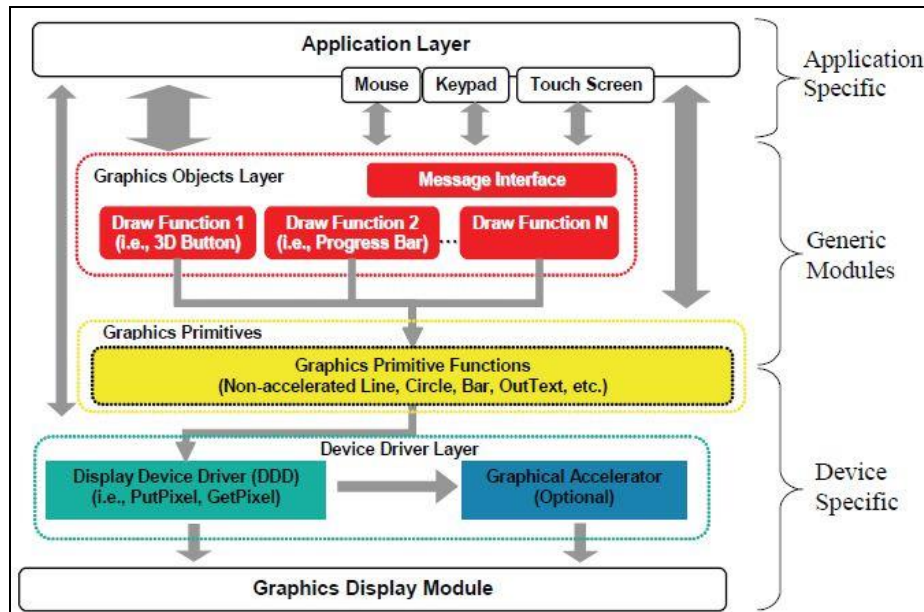 Application Layer
Mouse
Keypad
Touch Screen
Application
Specific
Graphics Objects Layer
Message Interface
Draw Function 1
(i.e., 3D Button)
Draw Function 2
(i.e., Progress Bar)
...
Draw Function N
Generic
Modules
Graphics Primitives
Graphics Primitive Functions
(Non-accelerated Line, Circle, Bar, OutText, etc.)
Device Driver Layer
Display Device Driver (DDD)
(i.e., PutPixel, GetPixel)
Graphical Accelerator
(Optional)
Device
Specific
Graphics Display Module